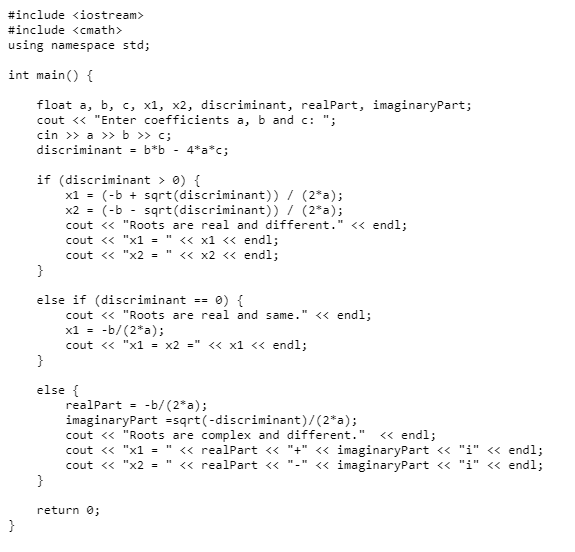 #include <iostream>
#include <cmath>
using namespace std;

int main() {

    float a, b, c, x1, x2, discriminant, realPart, imaginaryPart;
    cout << "Enter coefficients a, b and c: ";
    cin >> a >> b >> c;
    discriminant = b*b - 4*a*c;

    if (discriminant > 0) {
        x1 = (-b + sqrt(discriminant)) / (2*a);
        x2 = (-b - sqrt(discriminant)) / (2*a);
        cout << "Roots are real and different." << endl;
        cout << "x1 = " << x1 << endl;
        cout << "x2 = " << x2 << endl;
    }

    else if (discriminant == 0) {
        cout << "Roots are real and same." << endl;
        x1 = -b/(2*a);
        cout << "x1 = x2 =" << x1 << endl;
    }

    else {
        realPart = -b/(2*a);
        imaginaryPart =sqrt(-discriminant)/(2*a);
        cout << "Roots are complex and different."  << endl;
        cout << "x1 = " << realPart << "+" << imaginaryPart << "i" << endl;
        cout << "x2 = " << realPart << "-" << imaginaryPart << "i" << endl;
    }

    return 0;
}